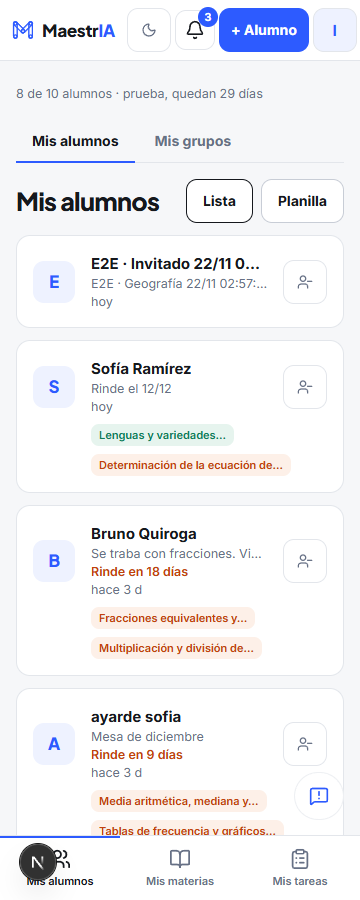 MaestrIA
3
+ Alumno
I
8 de 10 alumnos · prueba, quedan 29 días
Mis alumnos
Mis grupos
Mis alumnos
Lista
Planilla
E
E2E · Invitado 22/11 0...
E2E · Geografía 22/11 02:57:...
hoy
S
Sofía Ramírez
Rinde el 12/12
hoy
Lenguas y variedades...
Determinación de la ecuación de...
B
Bruno Quiroga
Se traba con fracciones. Vi...
Rinde en 18 días
hace 3 d
Fracciones equivalentes y...
Multiplicación y división de...
A
ayarde sofia
Mesa de diciembre
Rinde en 9 días
hace 3 d
Media aritmética, mediana y...
Tablas de frecuencia y gráficos...
N
Mis alumnos
Mis materias
Mis tareas